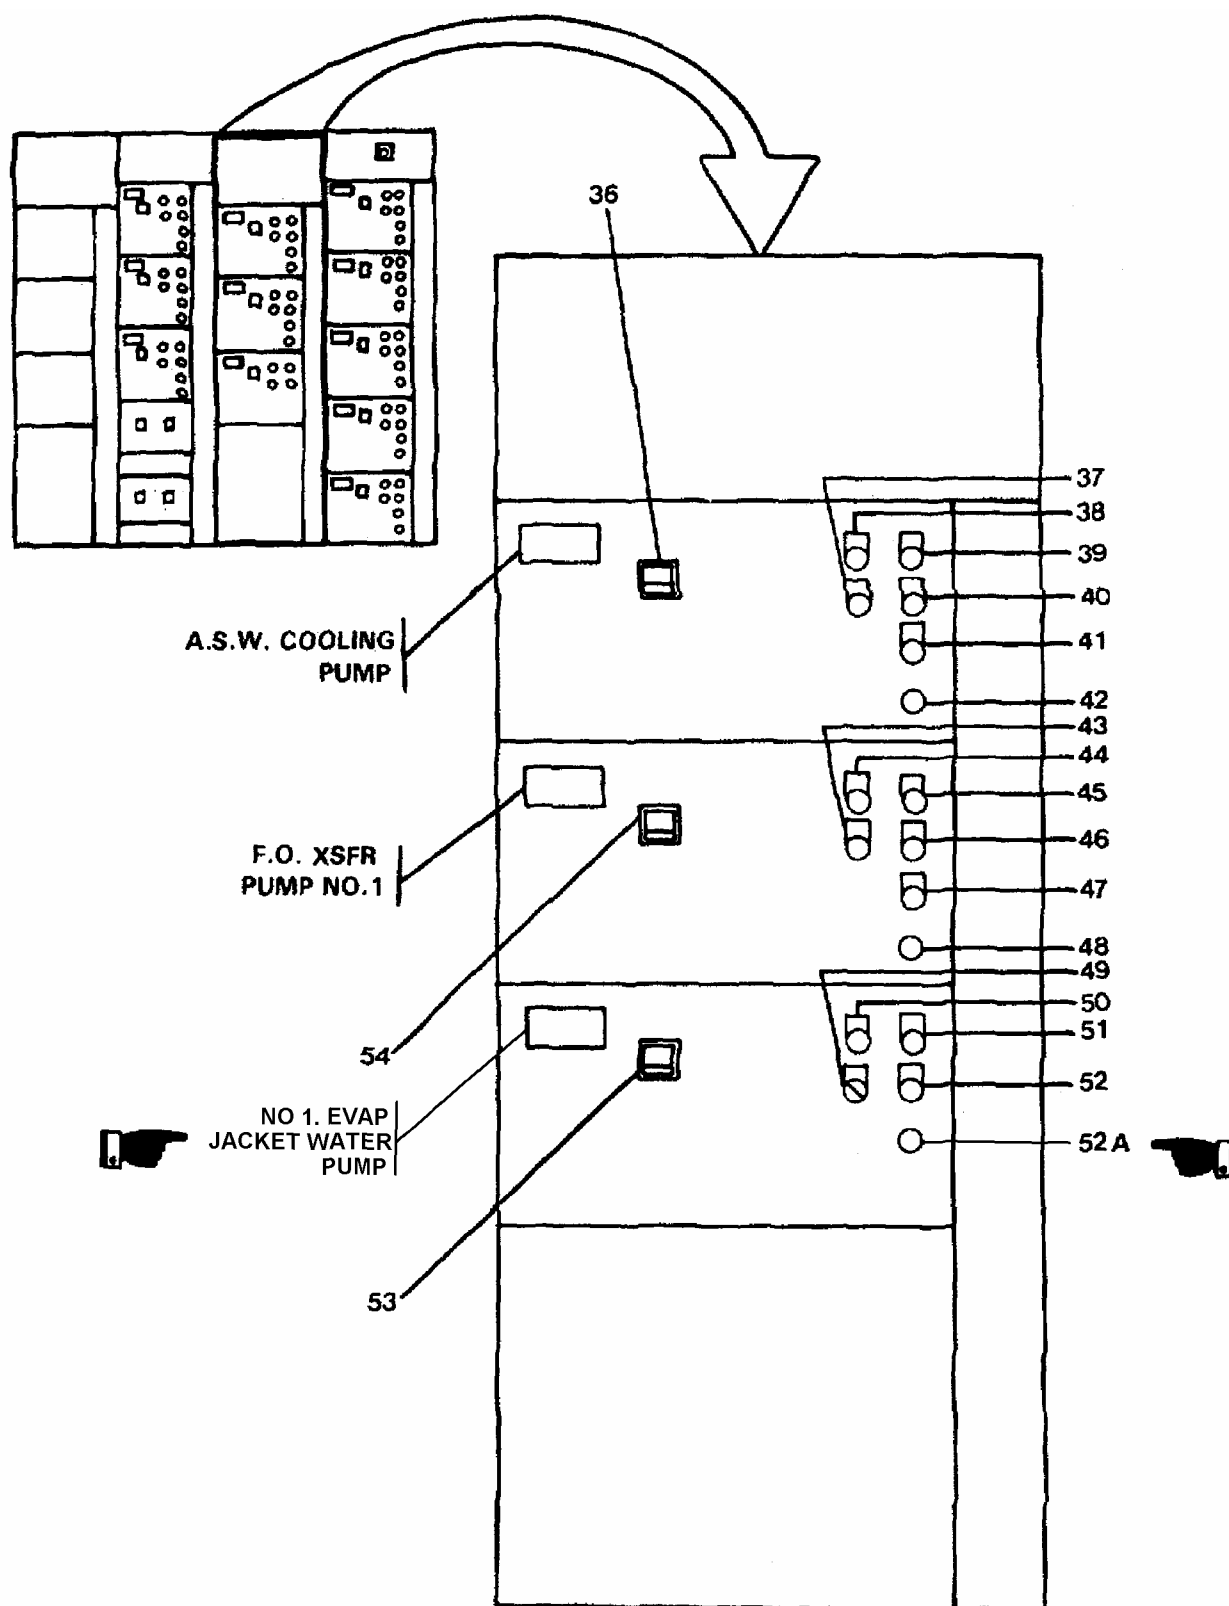 36
37
38
39
40
41
42
43
44
45
46
47
48
49
50
51
52
52A
A.S.W. COOLING
PUMP
F.O. XSFR
PUMP NO.1
54
NO 1. EVAP
JACKET WATER
PUMP
53